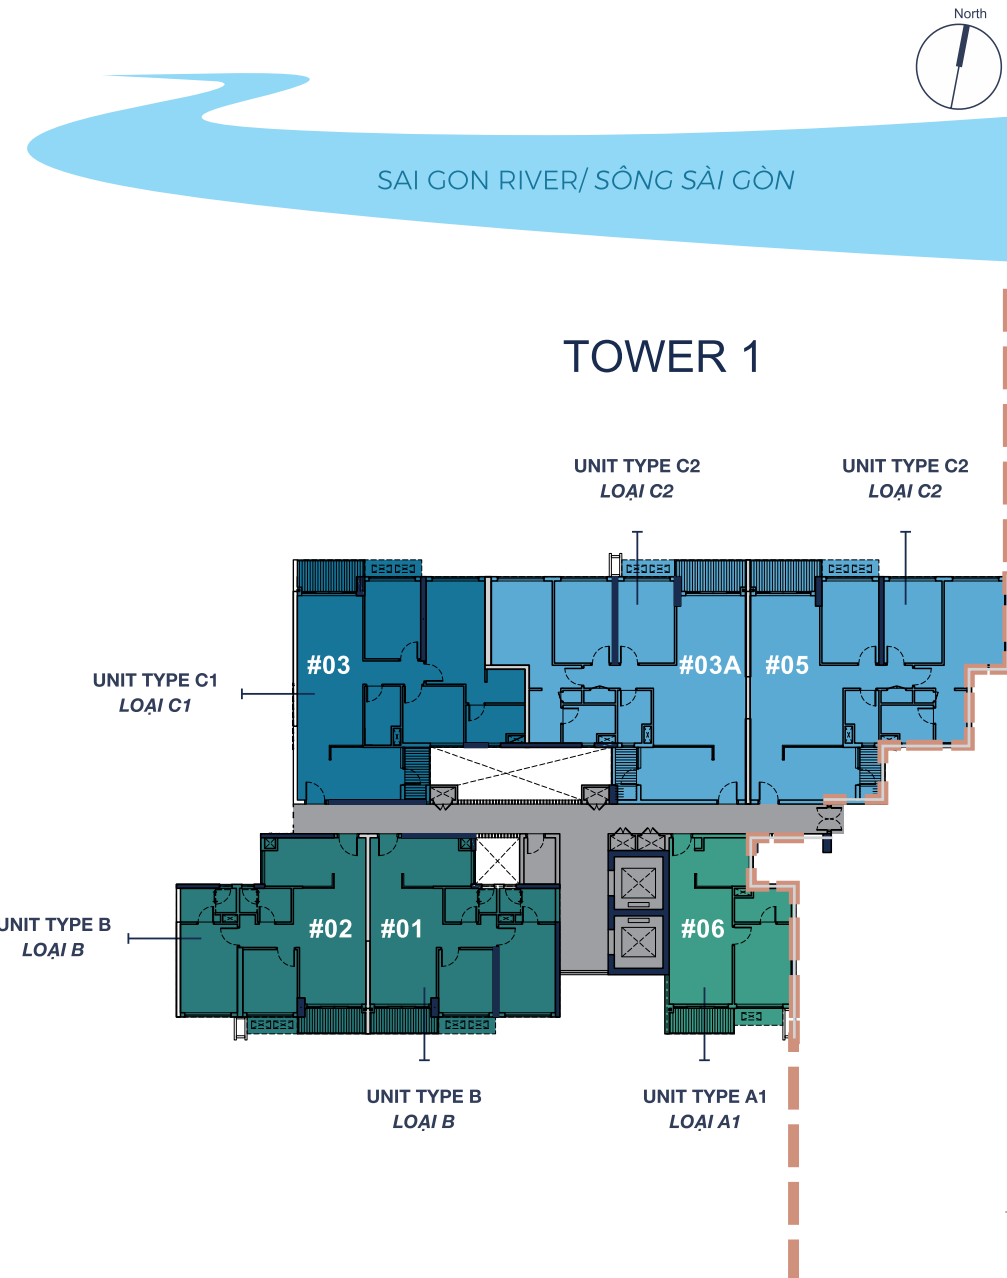 North
SAI GON RIVER/ SÔNG SÀI GÒN
TOWER 1
UNIT TYPE C2
LOẠI C2
UNIT TYPE C2
LOẠI C2
#03
#03A
#05
UNIT TYPE C1
LOẠI C1
#02
#01
#06
UNIT TYPE B
LOẠI B
UNIT TYPE B
LOẠI B
UNIT TYPE A1
LOẠI A1